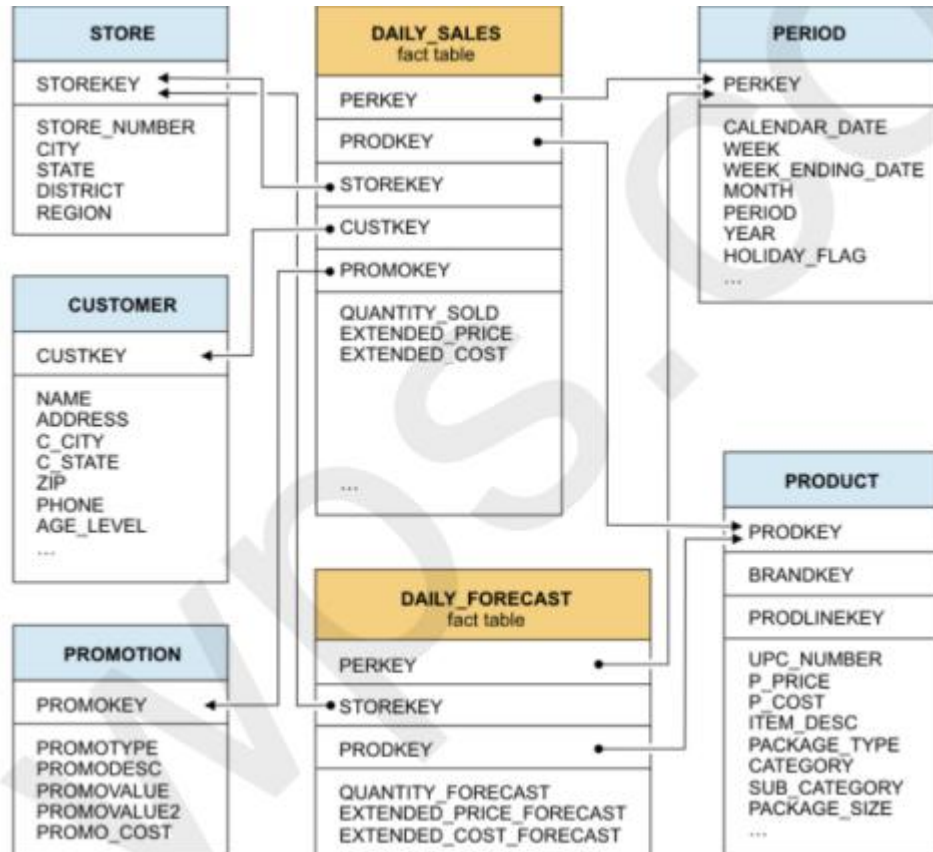 STORE
STOREKEY
STORE_NUMBER
CITY
STATE
DISTRICT
REGION
CUSTOMER
CUSTKEY
NAME
ADDRESS
C_CITY
C_STATE
ZIP
PHONE
AGE_LEVEL
...
PROMOTION
PROMOKEY
PROMOTYPE
PROMODESC
PROMOVALUE
PROMOVALUE2
PROMO_COST
DAILY_SALES
fact table
PERKEY
PRODKEY
STOREKEY
CUSTKEY
PROMOKEY
QUANTITY_SOLD
EXTENDED_PRICE
EXTENDED_COST
...
DAILY_FORECAST
fact table
PERKEY
STOREKEY
PRODKEY
QUANTITY_FORECAST
EXTENDED_PRICE_FORECAST
EXTENDED_COST_FORECAST
PERIOD
PERKEY
CALENDAR_DATE
WEEK
WEEK_ENDING_DATE
MONTH
PERIOD
YEAR
HOLIDAY_FLAG
...
PRODUCT
PRODKEY
BRANDKEY
PRODLINEKEY
UPC_NUMBER
P_PRICE
P_COST
ITEM_DESC
PACKAGE_TYPE
CATEGORY
SUB_CATEGORY
PACKAGE_SIZE
...